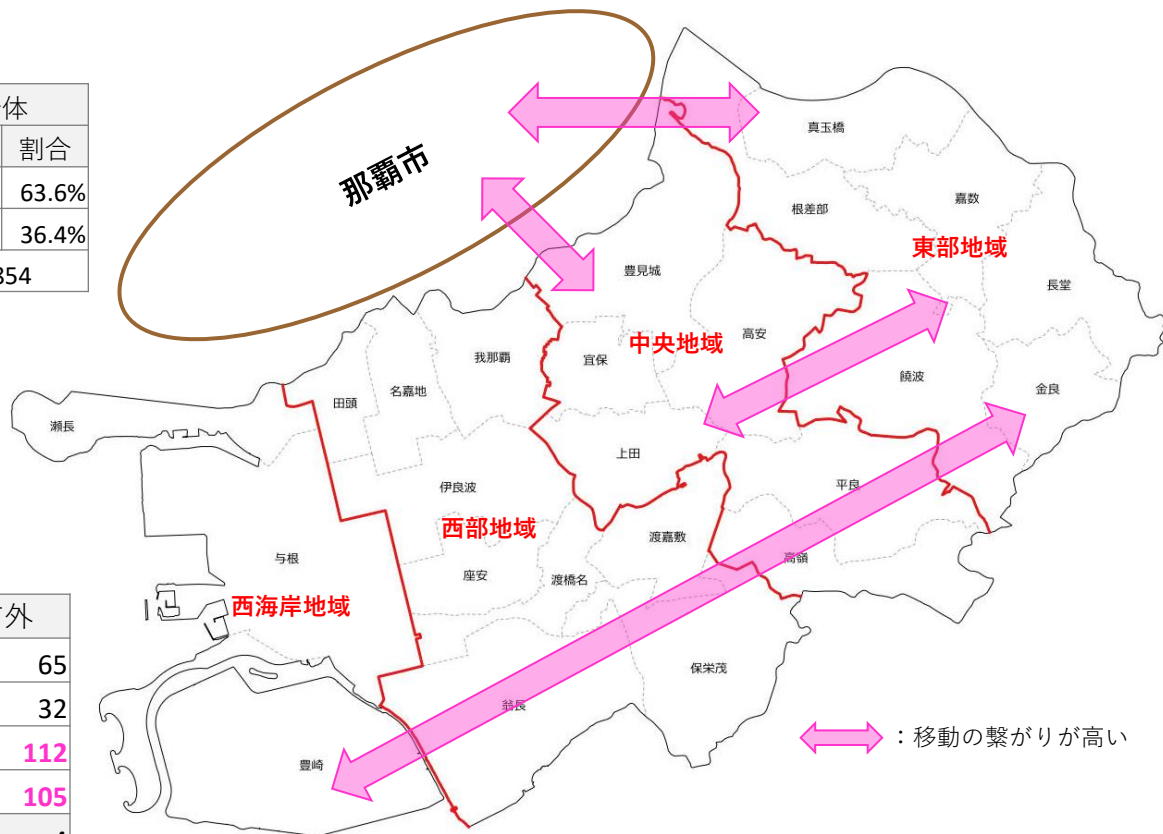 体
割合
63.6%
36.4%
354
那覇市
真玉橋
嘉数
根差部
東部地域
豊見城
長堂
高安
中央地域
宜保
我那覇
名嘉地
田頭
饒波
金良
瀬長
上田
平良
伊良波
西部地域
渡嘉敷
高嶺
与根
座安
渡橋名
西海岸地域
外
65
32
112
105
保栄茂
翁長
:移動の繋がりが高い
豊崎